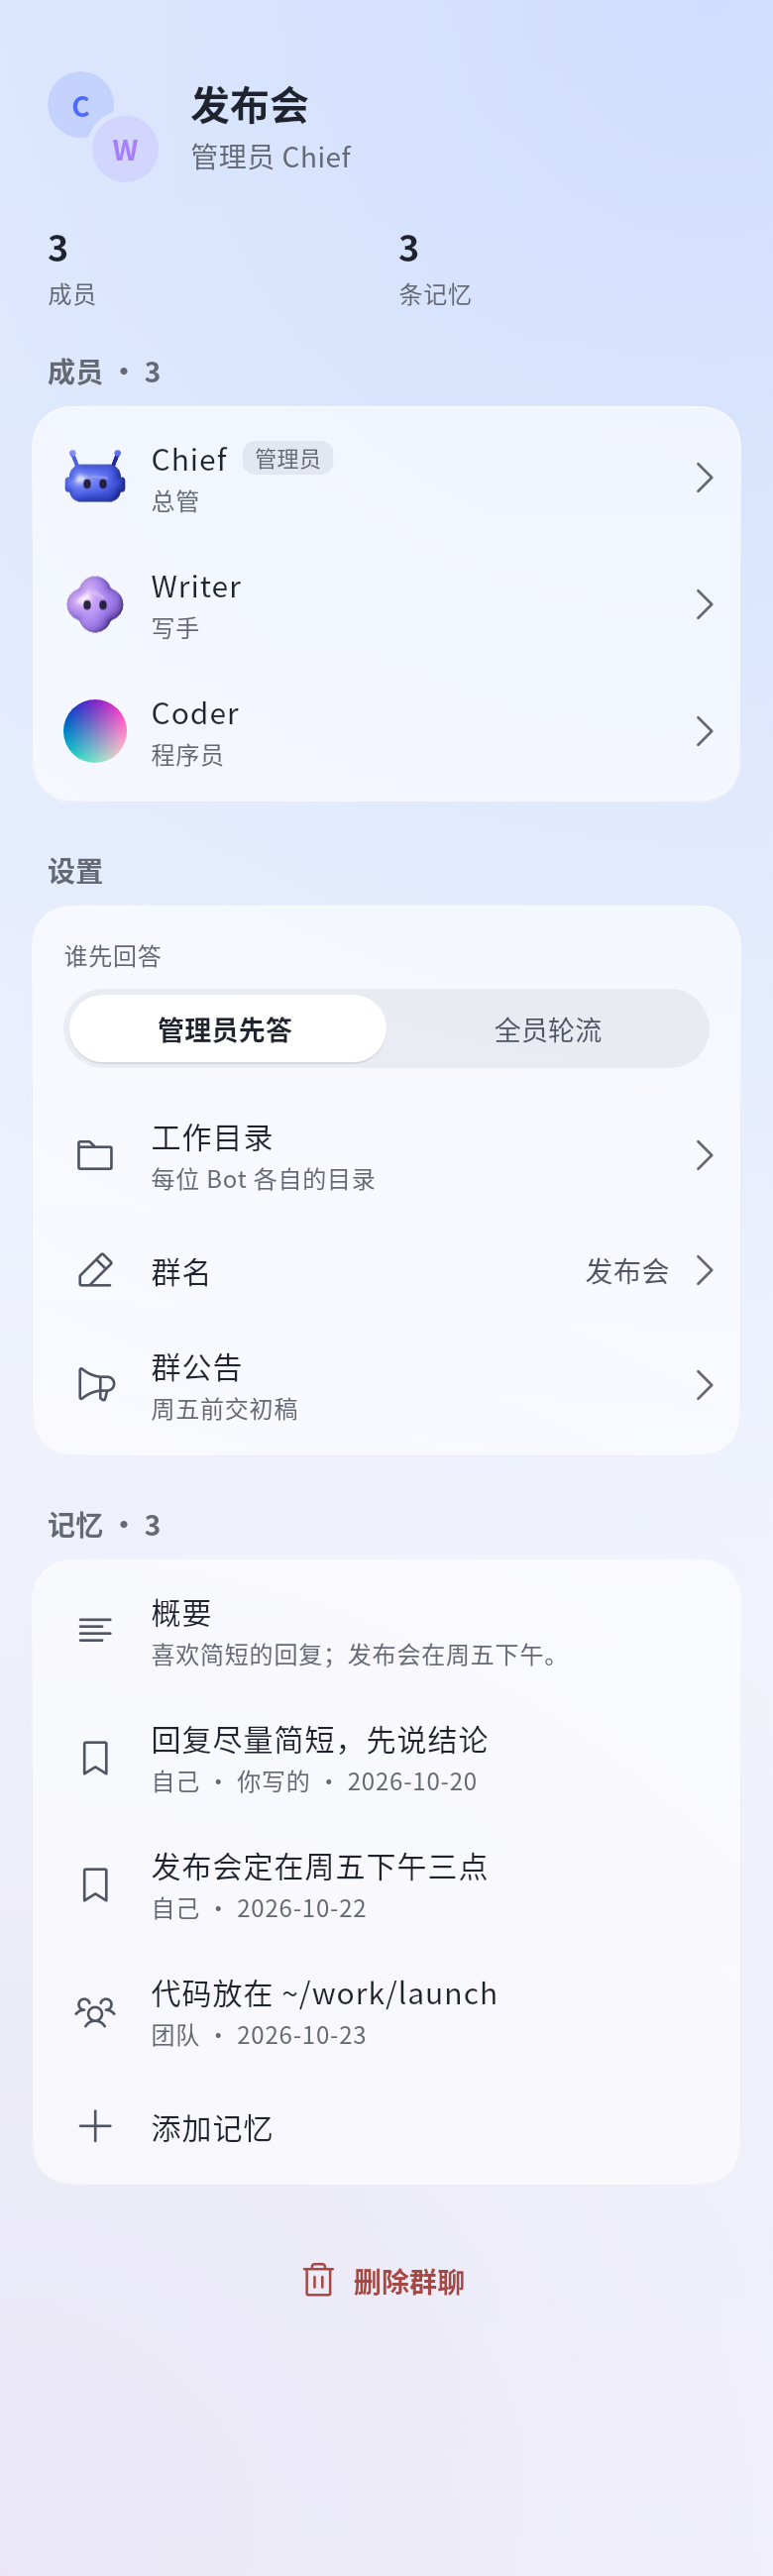 C
W
发布会
管理员 Chief
3
成员
3
条记忆
成员 • 3
Chief 管理员
总管
Writer
写手
Coder
程序员
设置
谁先回答
管理员先答 全员轮流
工作目录
每位 Bot 各自的目录
群名 发布会
群公告
周五前交初稿
记忆 • 3
概要
喜欢简短的回复；发布会在周五下午。
回复尽量简短，先说结论
自己 • 你写的 • 2026-10-20
发布会定在周五下午三点
自己 • 2026-10-22
代码放在 ~/work/launch
团队 • 2026-10-23
添加记忆
删除群聊